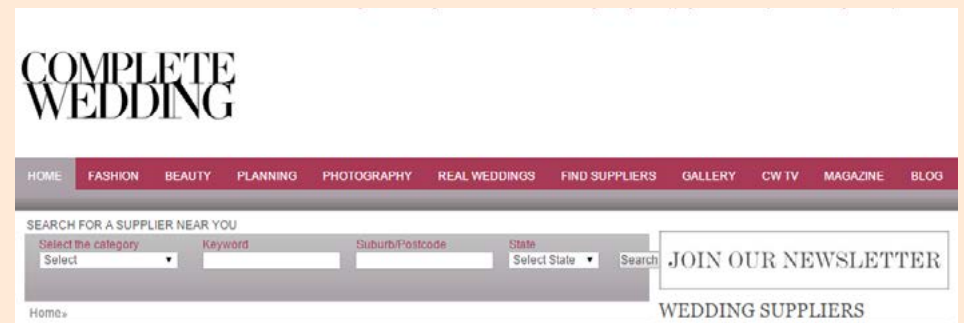 COMPLETE
WEDDING
HOME FASHION BEAUTY PLANNING PHOTOGRAPHY REAL WEDDINGS FIND SUPPLIERS GALLERY CW TV MAGAZINE BLOG
SEARCH FOR A SUPPLIER NEAR YOU
Select the category Keyword Suburb/Postcode State
Select Select State Search
JOIN OUR NEWSLETTER
Home»
WEDDING SUPPLIERS